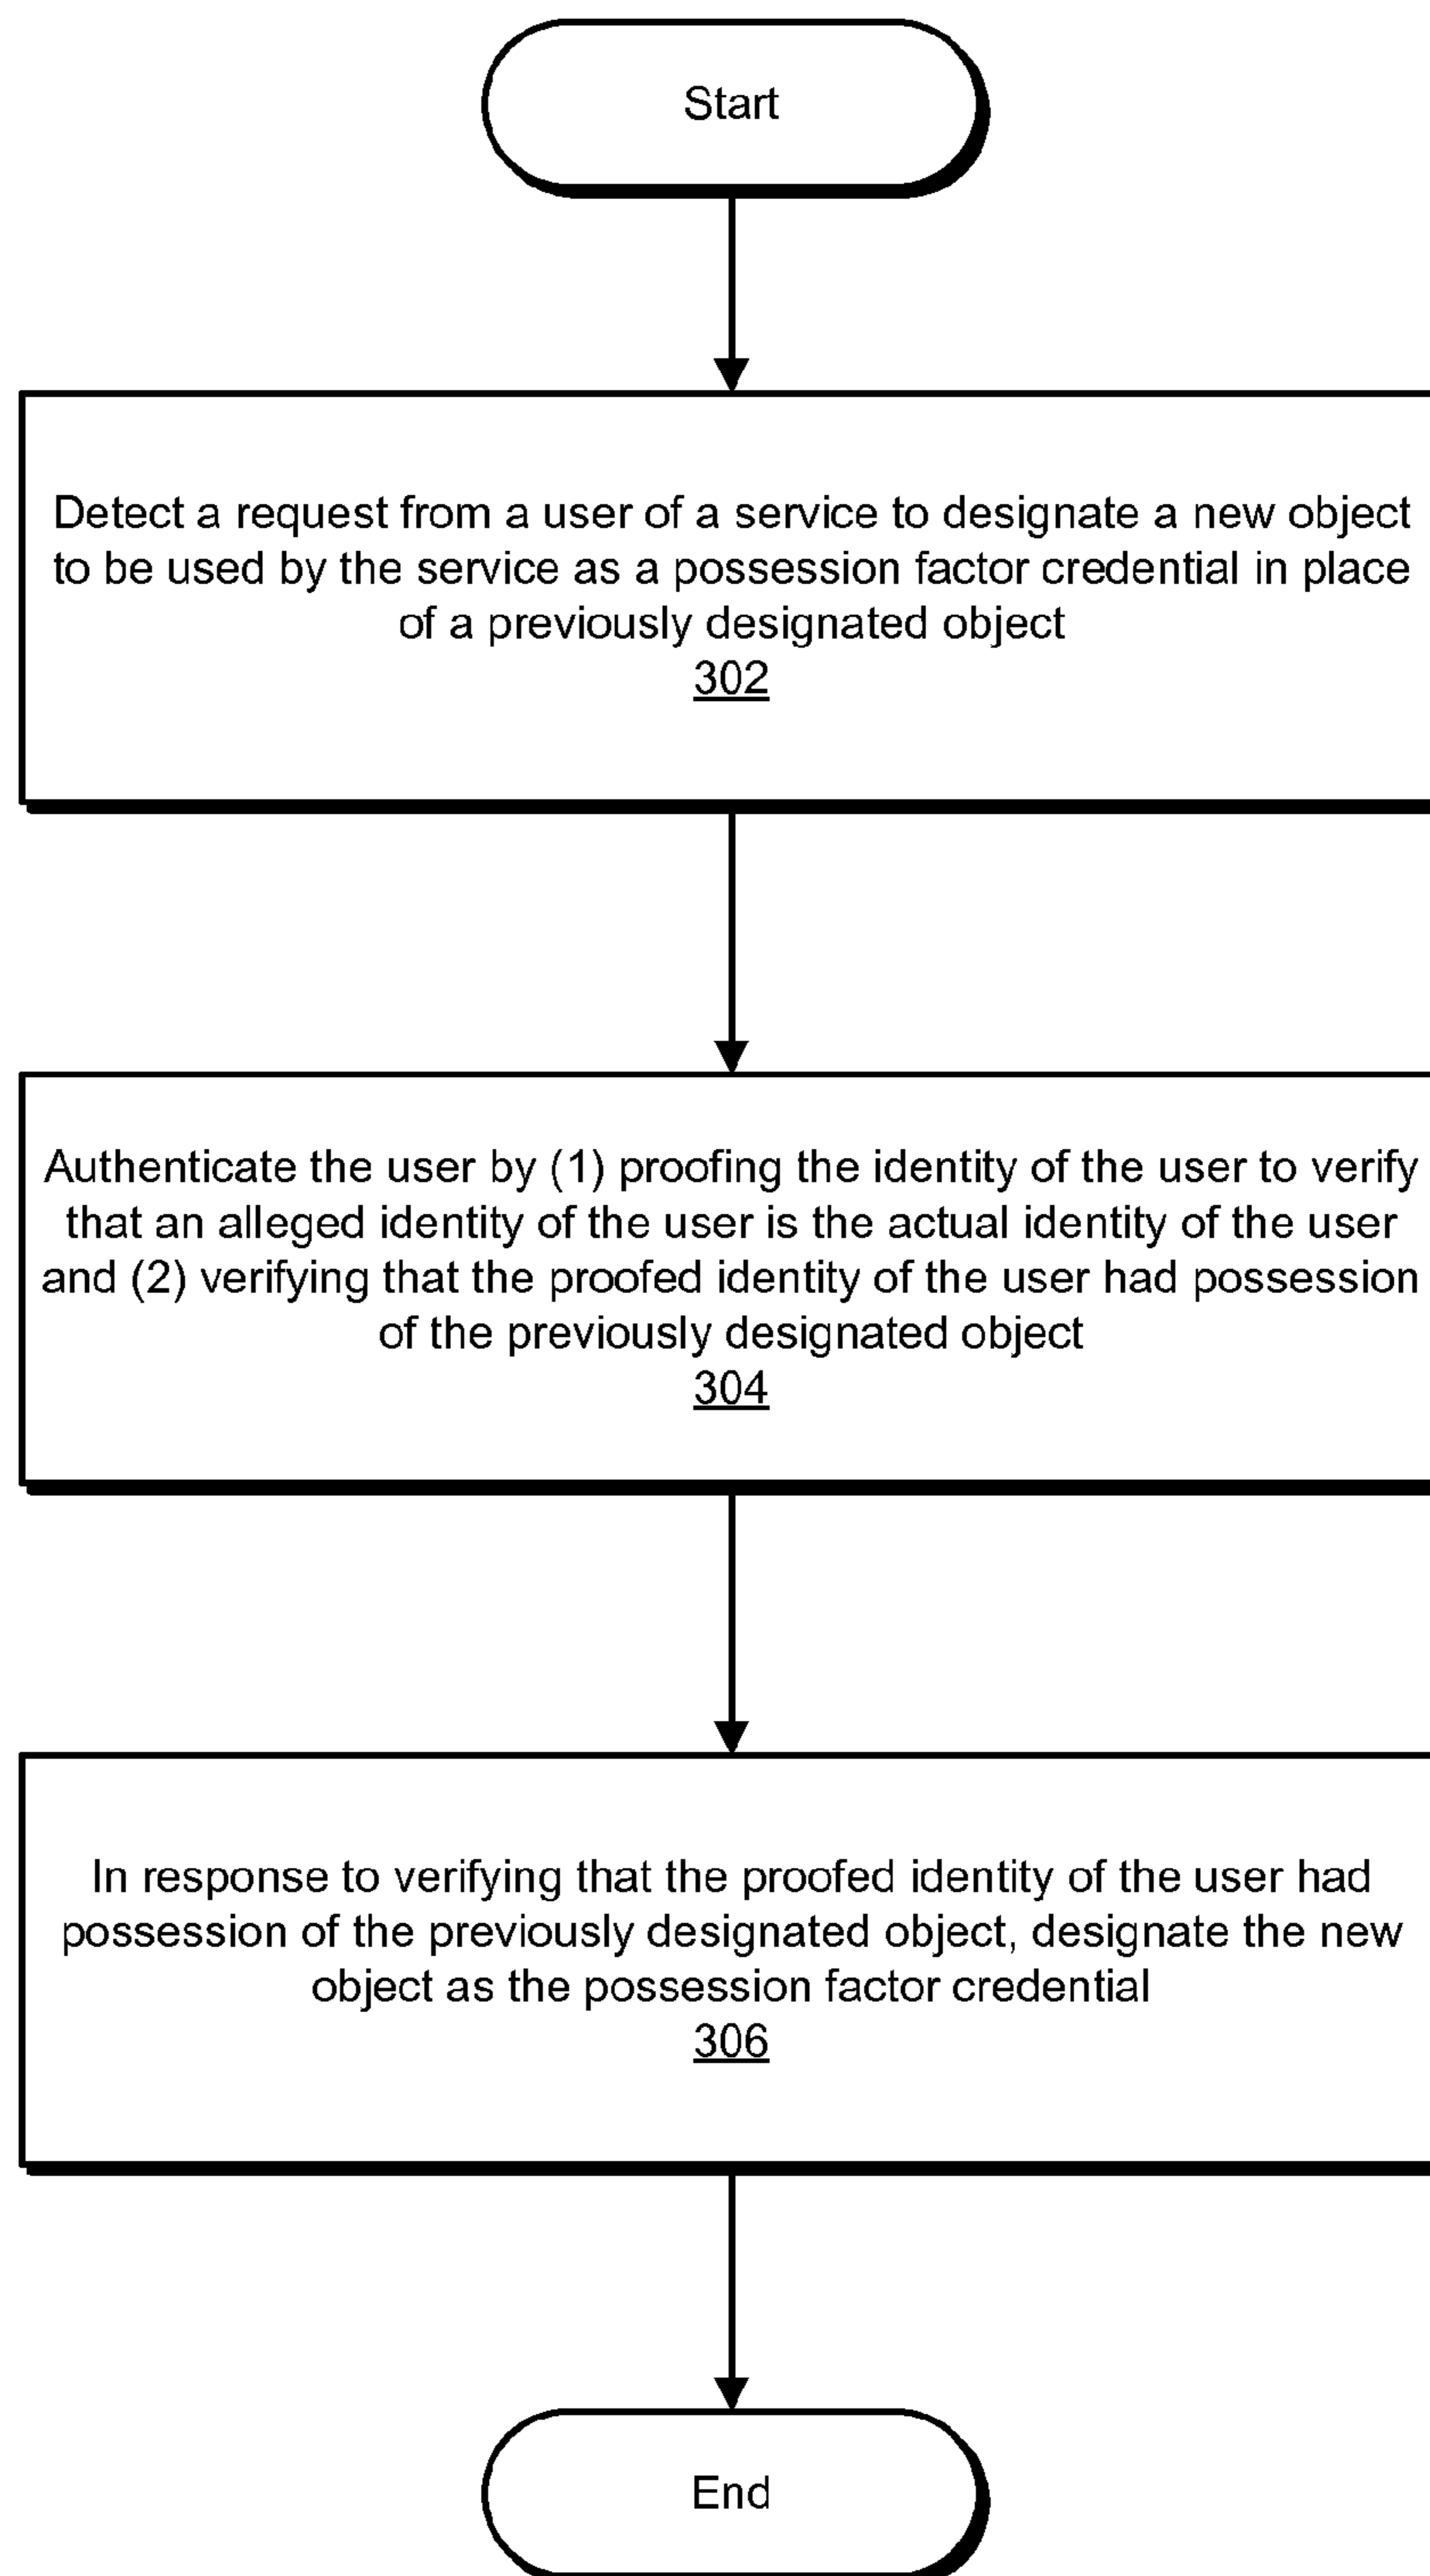 Start
Detect a request from a user of a service to designate a new object
to be used by the service as a possession factor credential in place
of a previously designated object
302
Authenticate the user by (1) proofing the identity of the user to verify
that an alleged identity of the user is the actual identity of the user
and (2) verifying that the proofed identity of the user had possession
of the previously designated object
304
In response to verifying that the proofed identity of the user had
possession of the previously designated object, designate the new
object as the possession factor credential
306
End